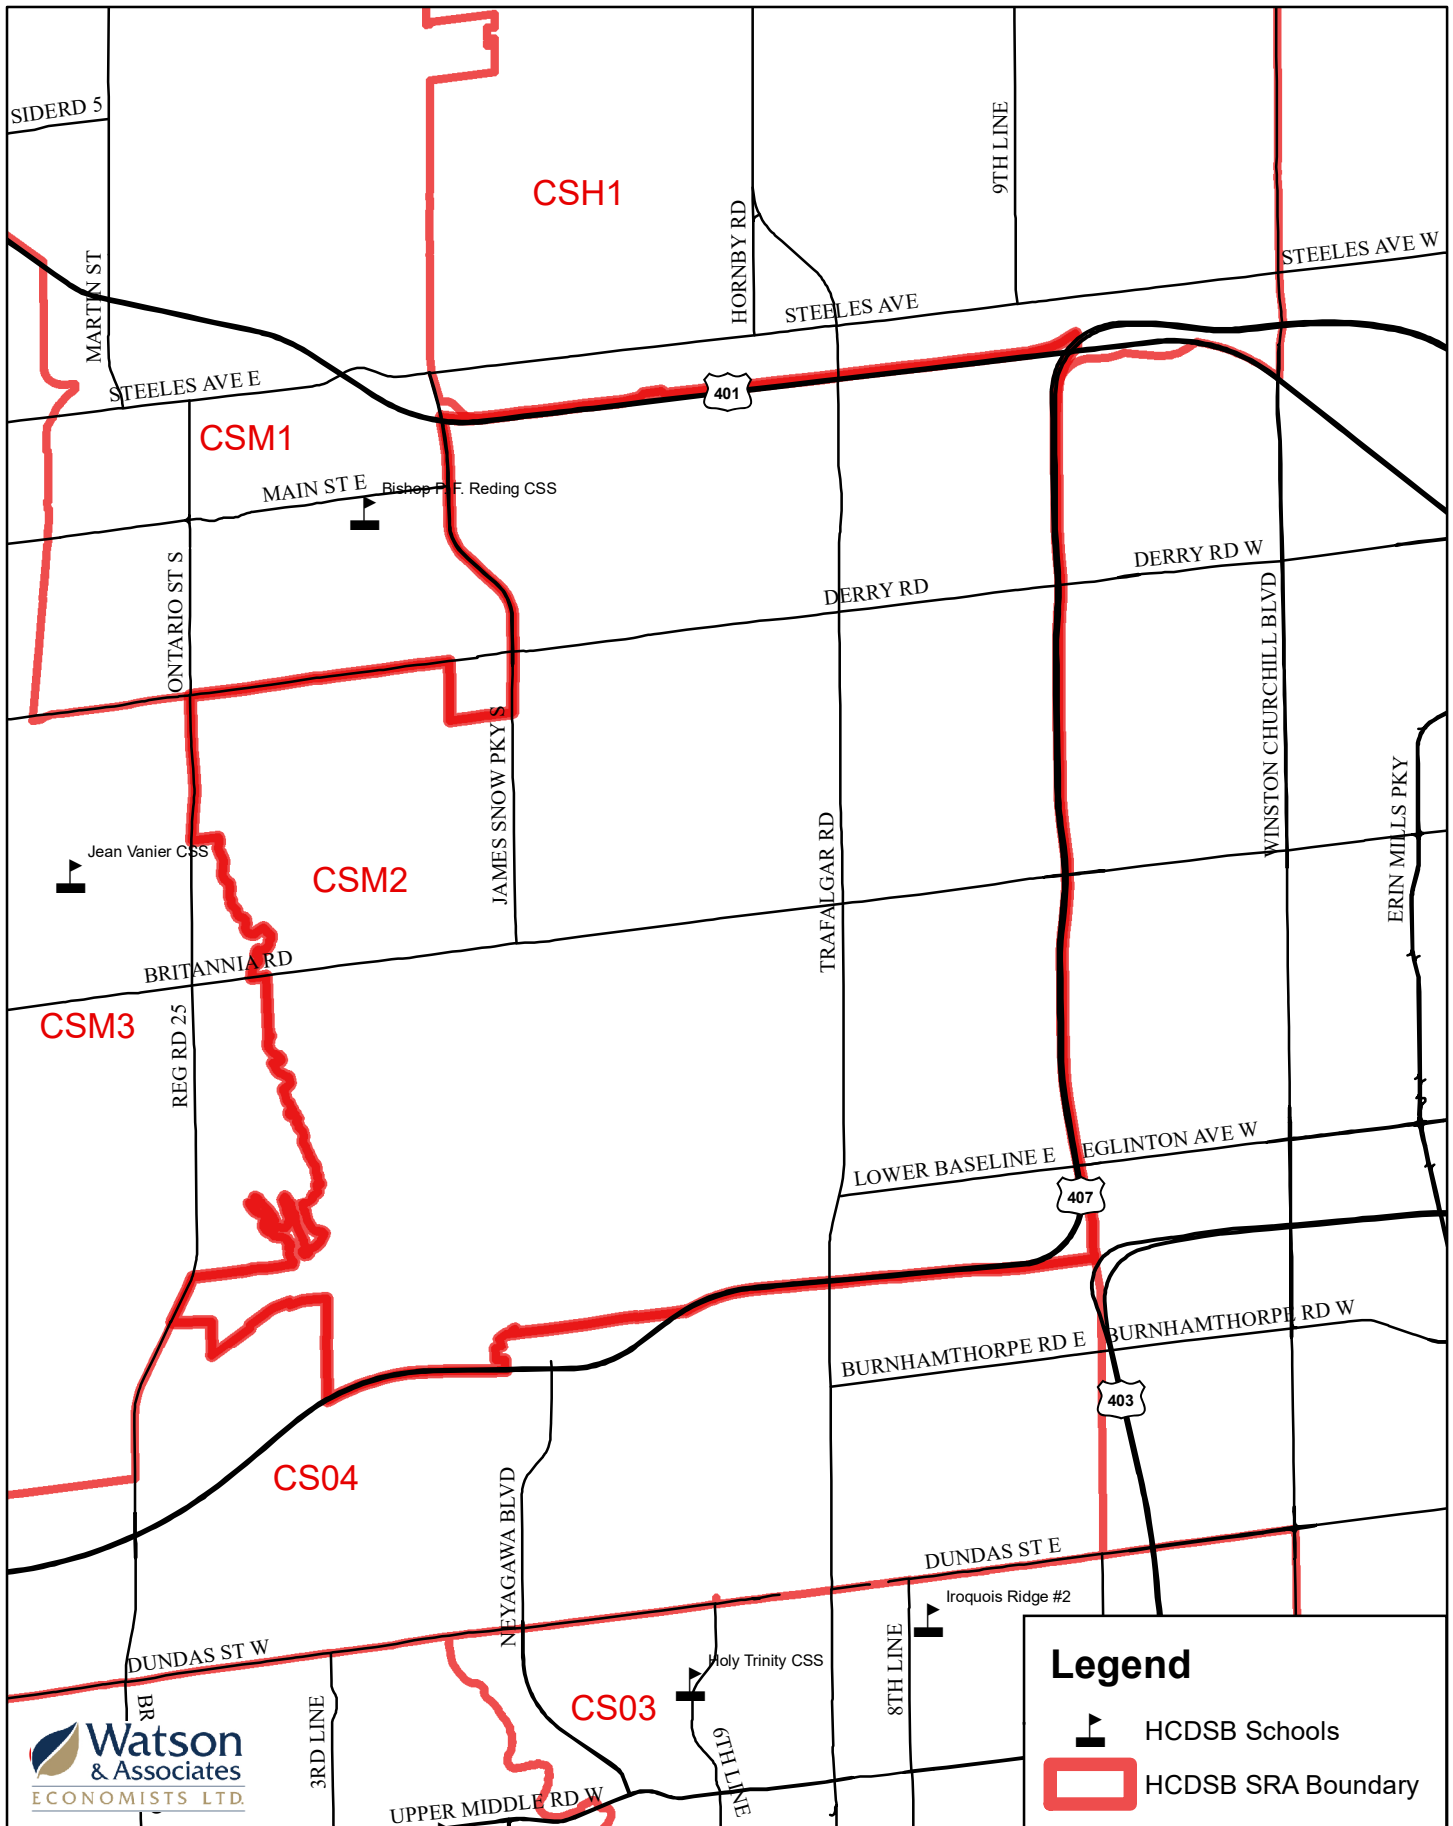 SIDERD 5
9TH LINE
CSH1
HORNBY RD
STEELES AVE W
MARTIN ST
STEELES AVE
STEELES AVE E
401
CSM1
MAIN ST E
Bishop P. F. Reding CSS
DERRY RD W
ONTARIO ST S
DERRY RD
WINSTON CHURCHILL BLVD
JAMES SNOW PKY S
ERIN MILLS PKY
TRAFALGAR RD
Jean Vanier CSS
CSM2
BRITANNIA RD
CSM3
REG RD 25
LOWER BASELINE E
EGLINTON AVE W
407
BURNHAMTHORPE RD E
BURNHAMTHORPE RD W
403
CS04
NEYAGAWA BLVD
DUNDAS ST E
Iroquois Ridge #2
DUNDAS ST W
Holy Trinity CSS
8TH LINE
CS03
BR
3RD LINE
6TH LINE
UPPER MIDDLE RD W
Watson
& Associates
ECONOMISTS LTD.
Legend
HCDSB Schools
HCDSB SRA Boundary